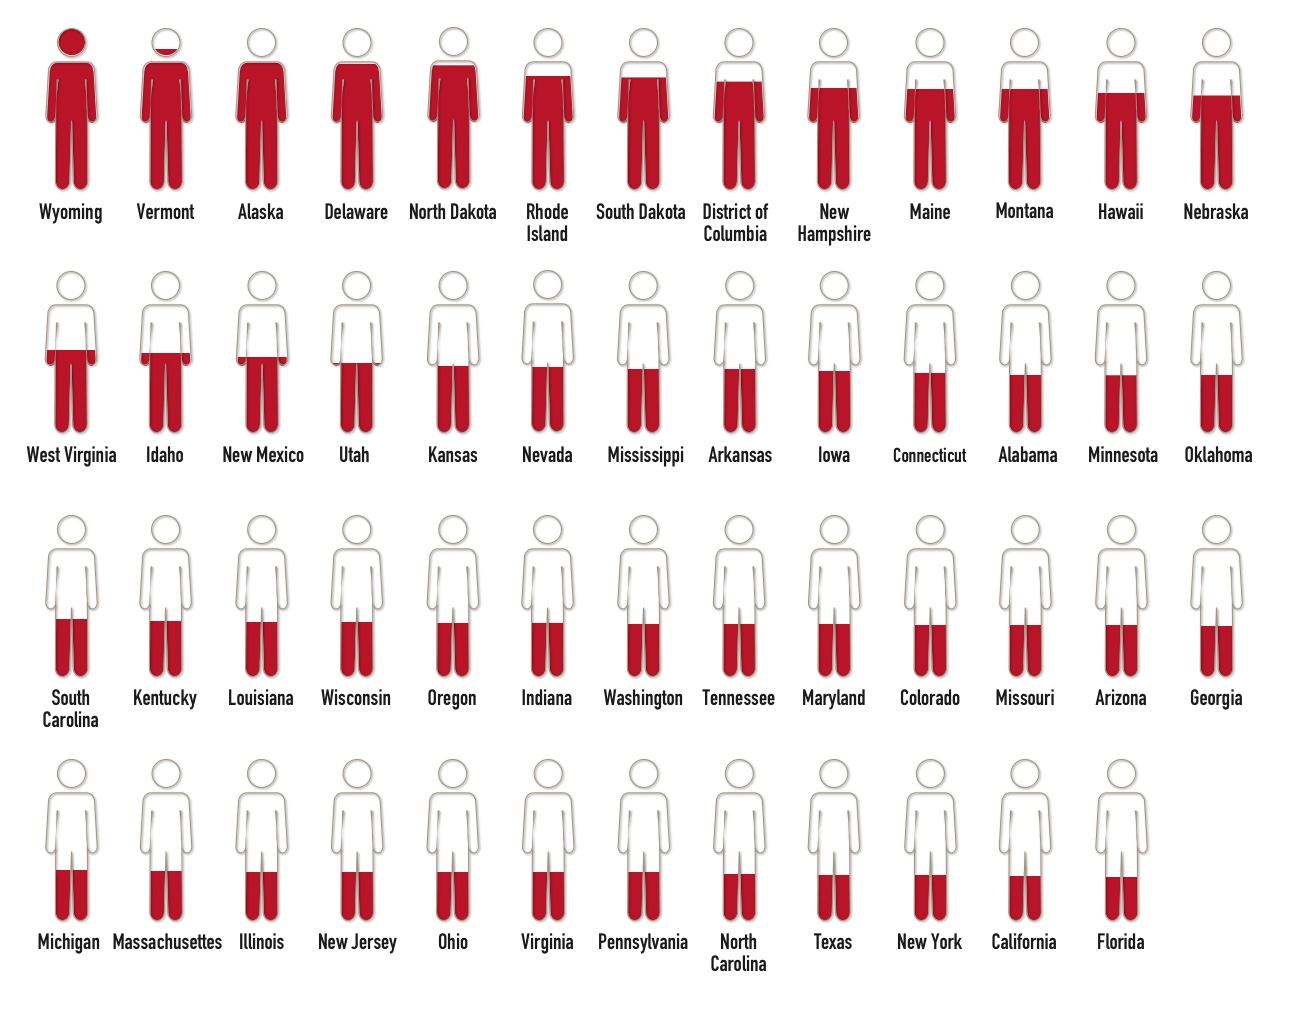 Wyoming Vermont Alaska Delaware North Dakota Rhode South Dakota District of New Maine Montana Hawaii Nebraska
Island Columbia Hampshire
West Virginia Idaho New Mexico Utah Kansas Nevada Mississippi Arkansas Iowa Connecticut Alabama Minnesota Oklahoma
South Kentucky Louisiana Wisconsin Oregon Indiana Washington Tennessee Maryland Colorado Missouri Arizona Georgia
Carolina
Michigan Massachusettes Illinois New Jersey Ohio Virginia Pennsylvania North Texas New York California Florida
Carolina